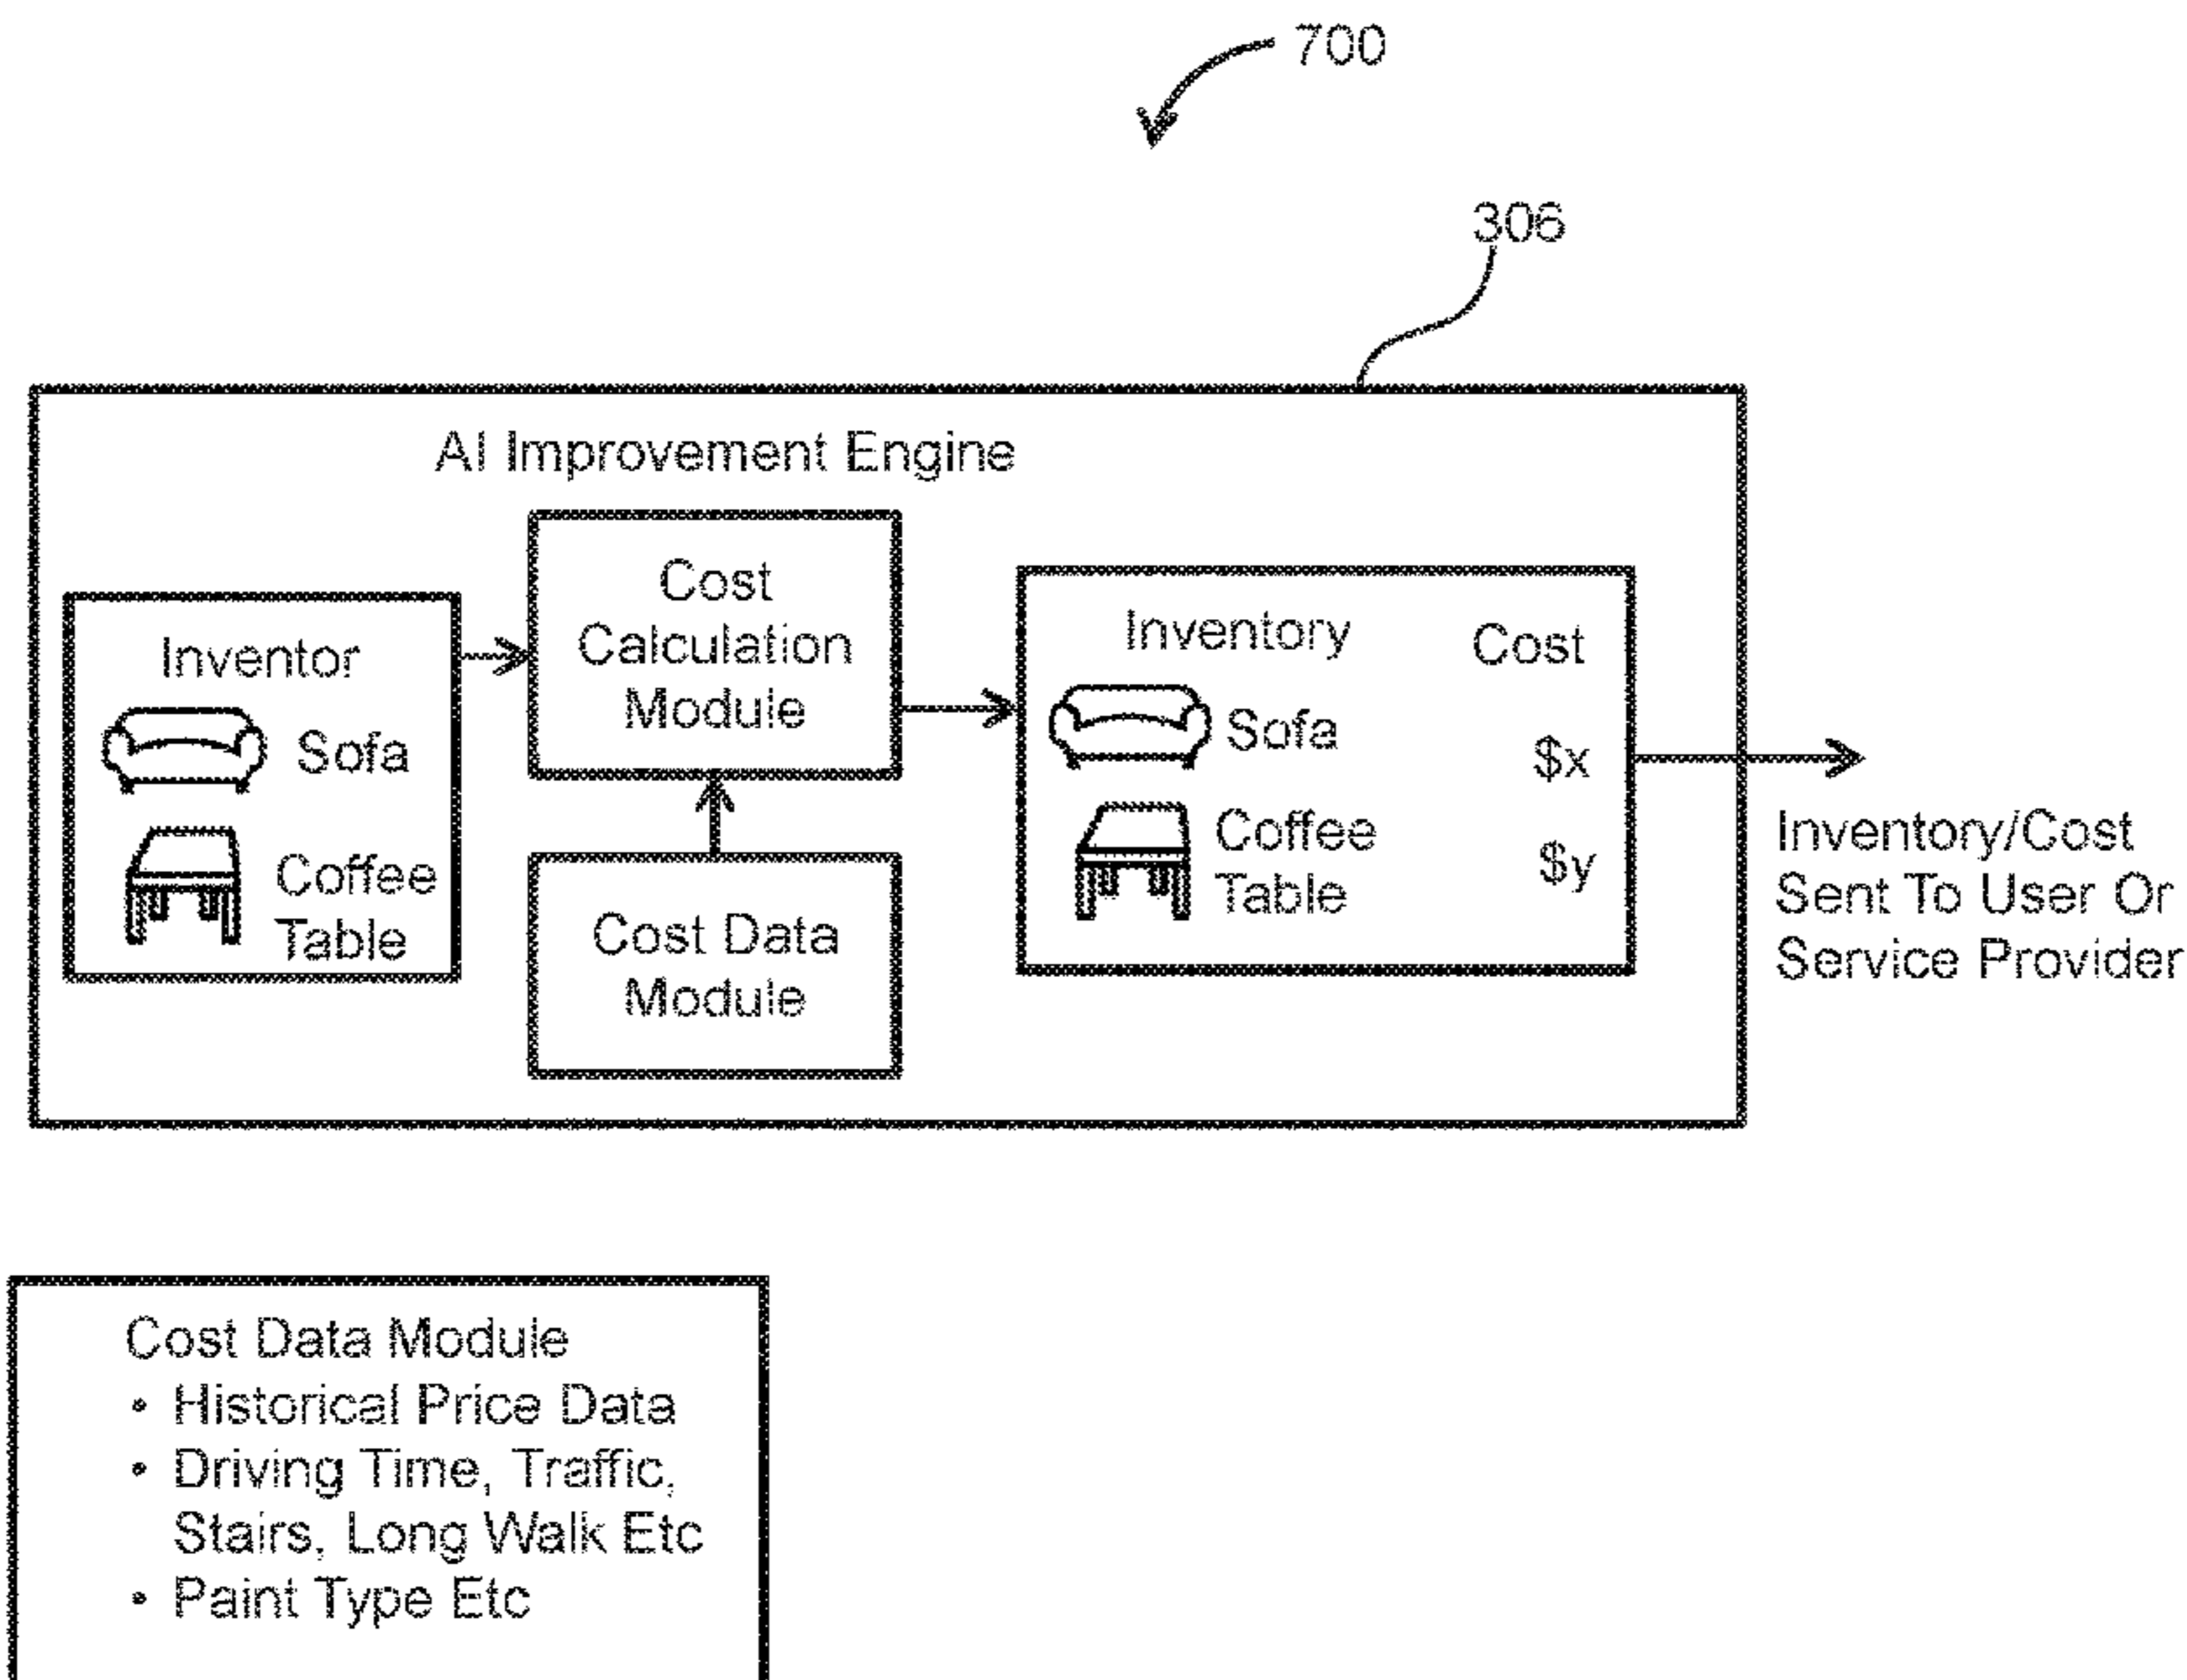 700
306
AI Improvement Engine
Inventor
Sofa
Coffee
Table
Cost
Calculation
Module
Cost Data
Module
Inventory
Cost
Sofa
$x
Coffee
Table
$y
Inventory/Cost
Sent To User Or
Service Provider
Cost Data Module
• Historical Price Data
• Driving Time, Traffic,
Stairs, Long Walk Etc
• Paint Type Etc